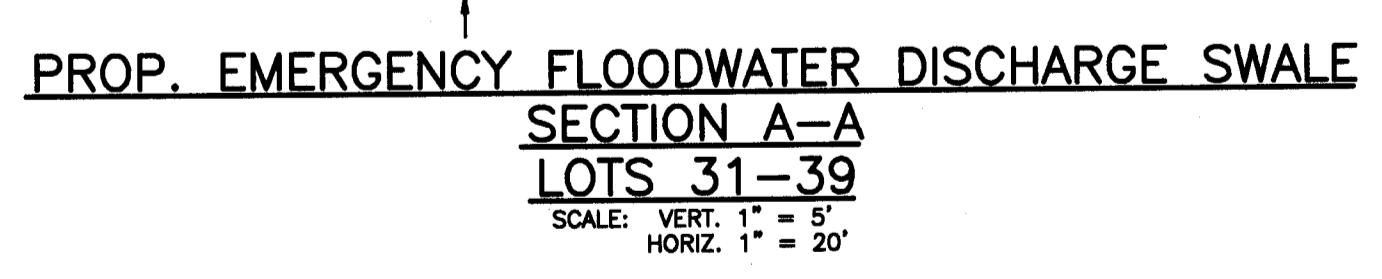 PROP. EMERGENCY FLOODWATER DISCHARGE SWALE
SECTION A-A
LOTS 31-39
SCALE: VERT. 1" = 5'
HORIZ. 1" = 20'